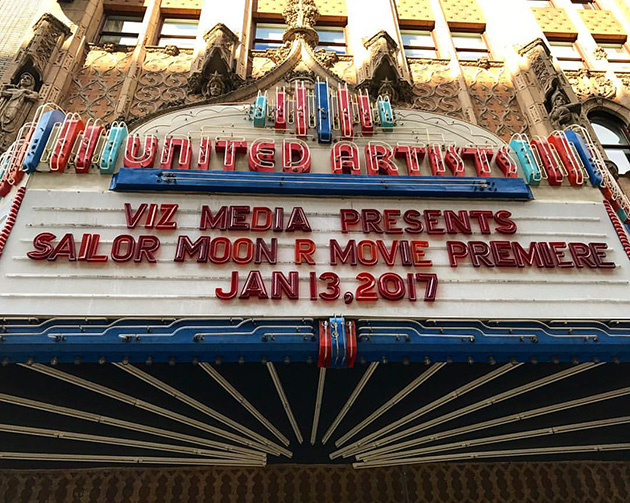 UNITED ARTISTS
VIZ MEDIA PRESENTS
SAILOR MOON R MOVIE PREMIERE
JAN 13, 2017